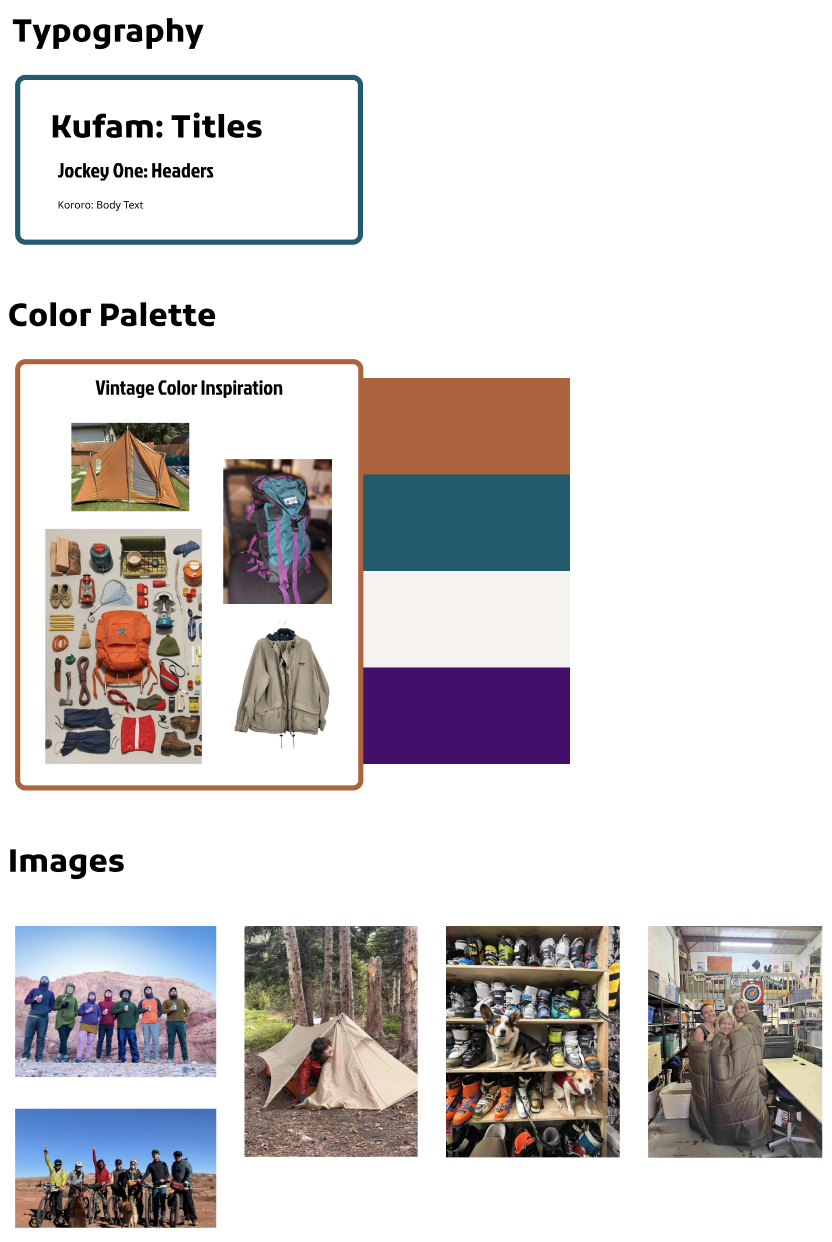 Typography
Kufam: Titles
Jockey One: Headers
Kororo: Body Text
Color Palette
Vintage Color Inspiration
Images